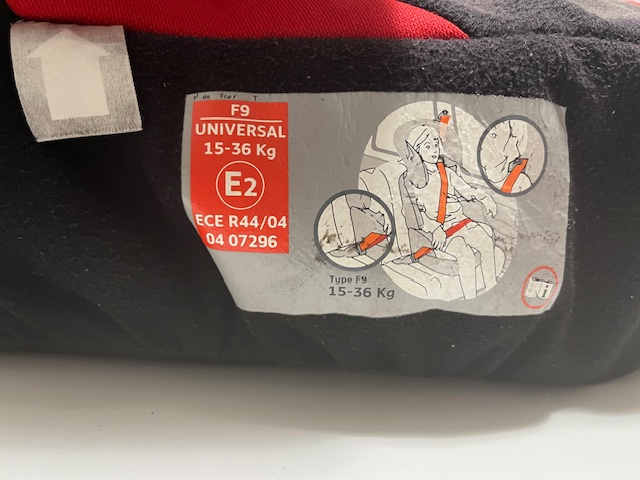 F9
UNIVERSAL
15-36 Kg
E2
ECE R44/04
04 07296
Type F9
15-36 Kg